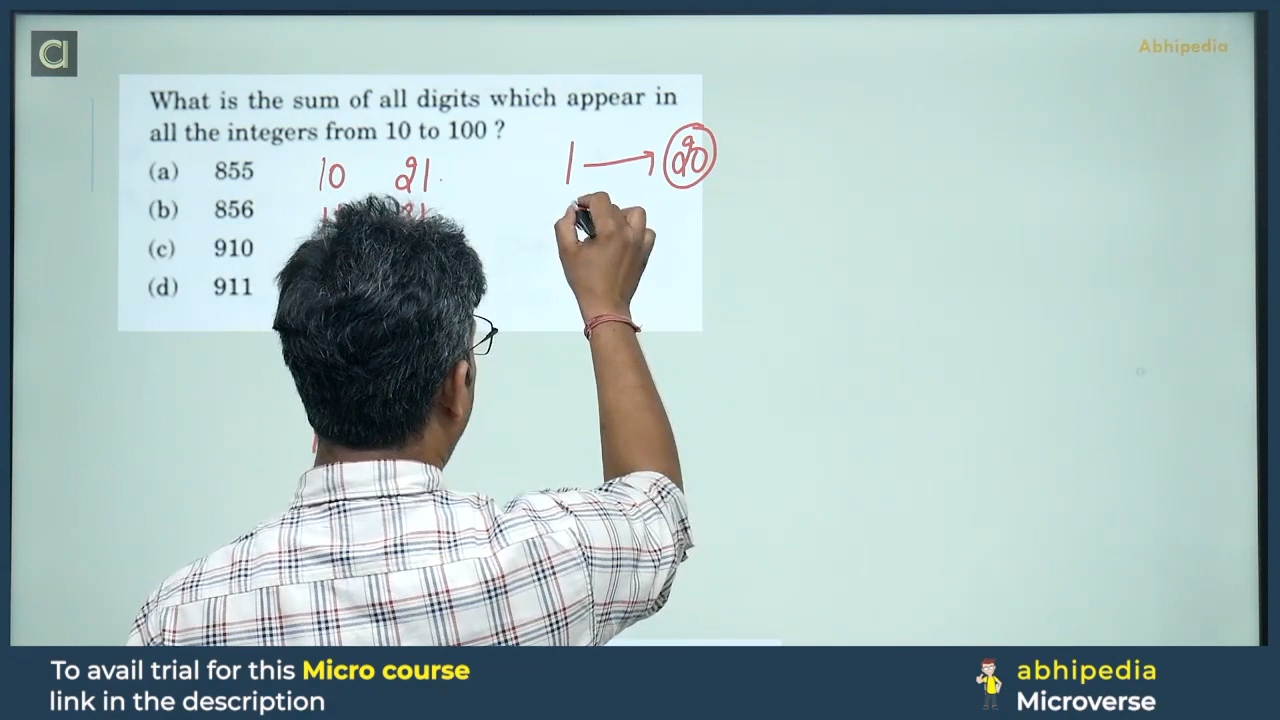 Abhipedia
What is the sum of all digits which appear in
all the integers from 10 to 100 ?
(a) 855
(b) 856
(c) 910
(d) 911
10 21
1 → 20
To avail trial for this Micro course
link in the description
abhipedia
Microverse